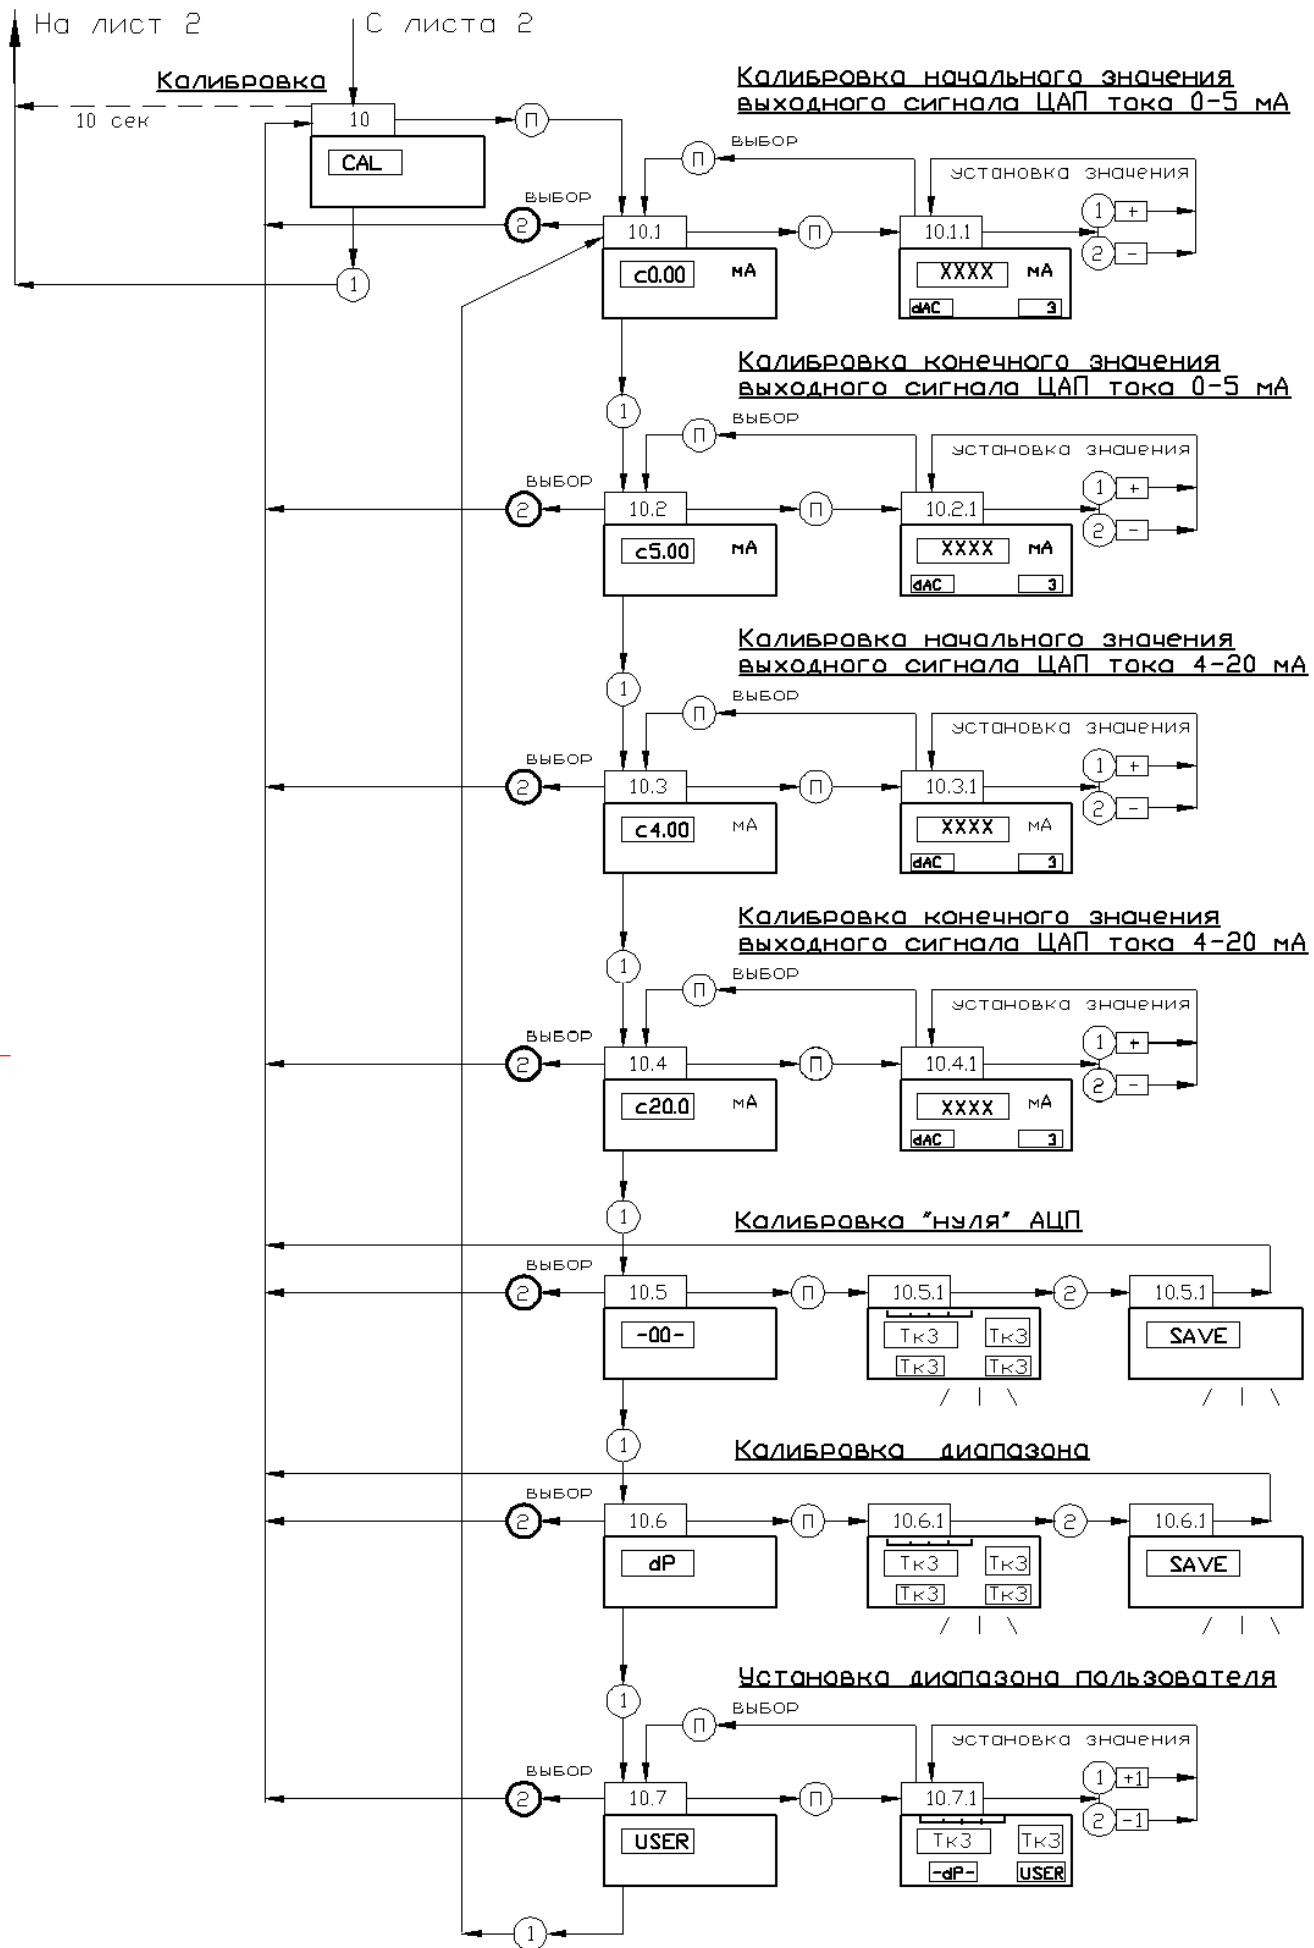 На лист 2
С листа 2
Калибровка
10 сек
10
П
CAL
1
Калибровка начального значения
выходного сигнала ЦАП тока 0-5 мА
П
ВЫБОР
установка значения
ВЫБОР
2
10.1
П
10.1.1
1 +
2 -
c0.00 мА
XXXX мА
dAC 3
Калибровка конечного значения
выходного сигнала ЦАП тока 0-5 мА
1
П
ВЫБОР
установка значения
ВЫБОР
2
10.2
П
10.2.1
1 +
2 -
c5.00 мА
XXXX мА
dAC 3
Калибровка начального значения
выходного сигнала ЦАП тока 4-20 мА
1
П
ВЫБОР
установка значения
ВЫБОР
2
10.3
П
10.3.1
1 +
2 -
c4.00 мА
XXXX мА
dAC 3
Калибровка конечного значения
выходного сигнала ЦАП тока 4-20 мА
1
П
ВЫБОР
установка значения
ВЫБОР
2
10.4
П
10.4.1
1 +
2 -
c20.0 мА
XXXX мА
dAC 3
1
Калибровка "нуля" АЦП
ВЫБОР
2
10.5
П
10.5.1
2
10.5.1
-00-
Тк3 Тк3
Тк3 Тк3
SAVE
1
Калибровка диапазона
ВЫБОР
2
10.6
П
10.6.1
2
10.6.1
dP
Тк3 Тк3
Тк3 Тк3
SAVE
Установка диапазона пользователя
1
П
ВЫБОР
установка значения
ВЫБОР
2
10.7
П
10.7.1
1 +1
2 -1
USER
Тк3 Тк3
-dP- USER
1